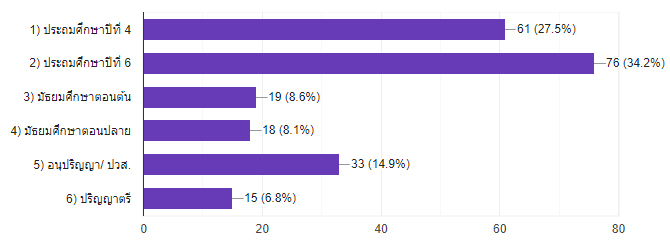 1) ประถมศึกษาปีที่ 4 61 (27.5%)
2) ประถมศึกษาปีที่ 6 76 (34.2%)
3) มัธยมศึกษาตอนต้น 19 (8.6%)
4) มัธยมศึกษาตอนปลาย 18 (8.1%)
5) อนุปริญญา/ ปวส. 33 (14.9%)
6) ปริญญาตรี 15 (6.8%)
0 20 40 60 80